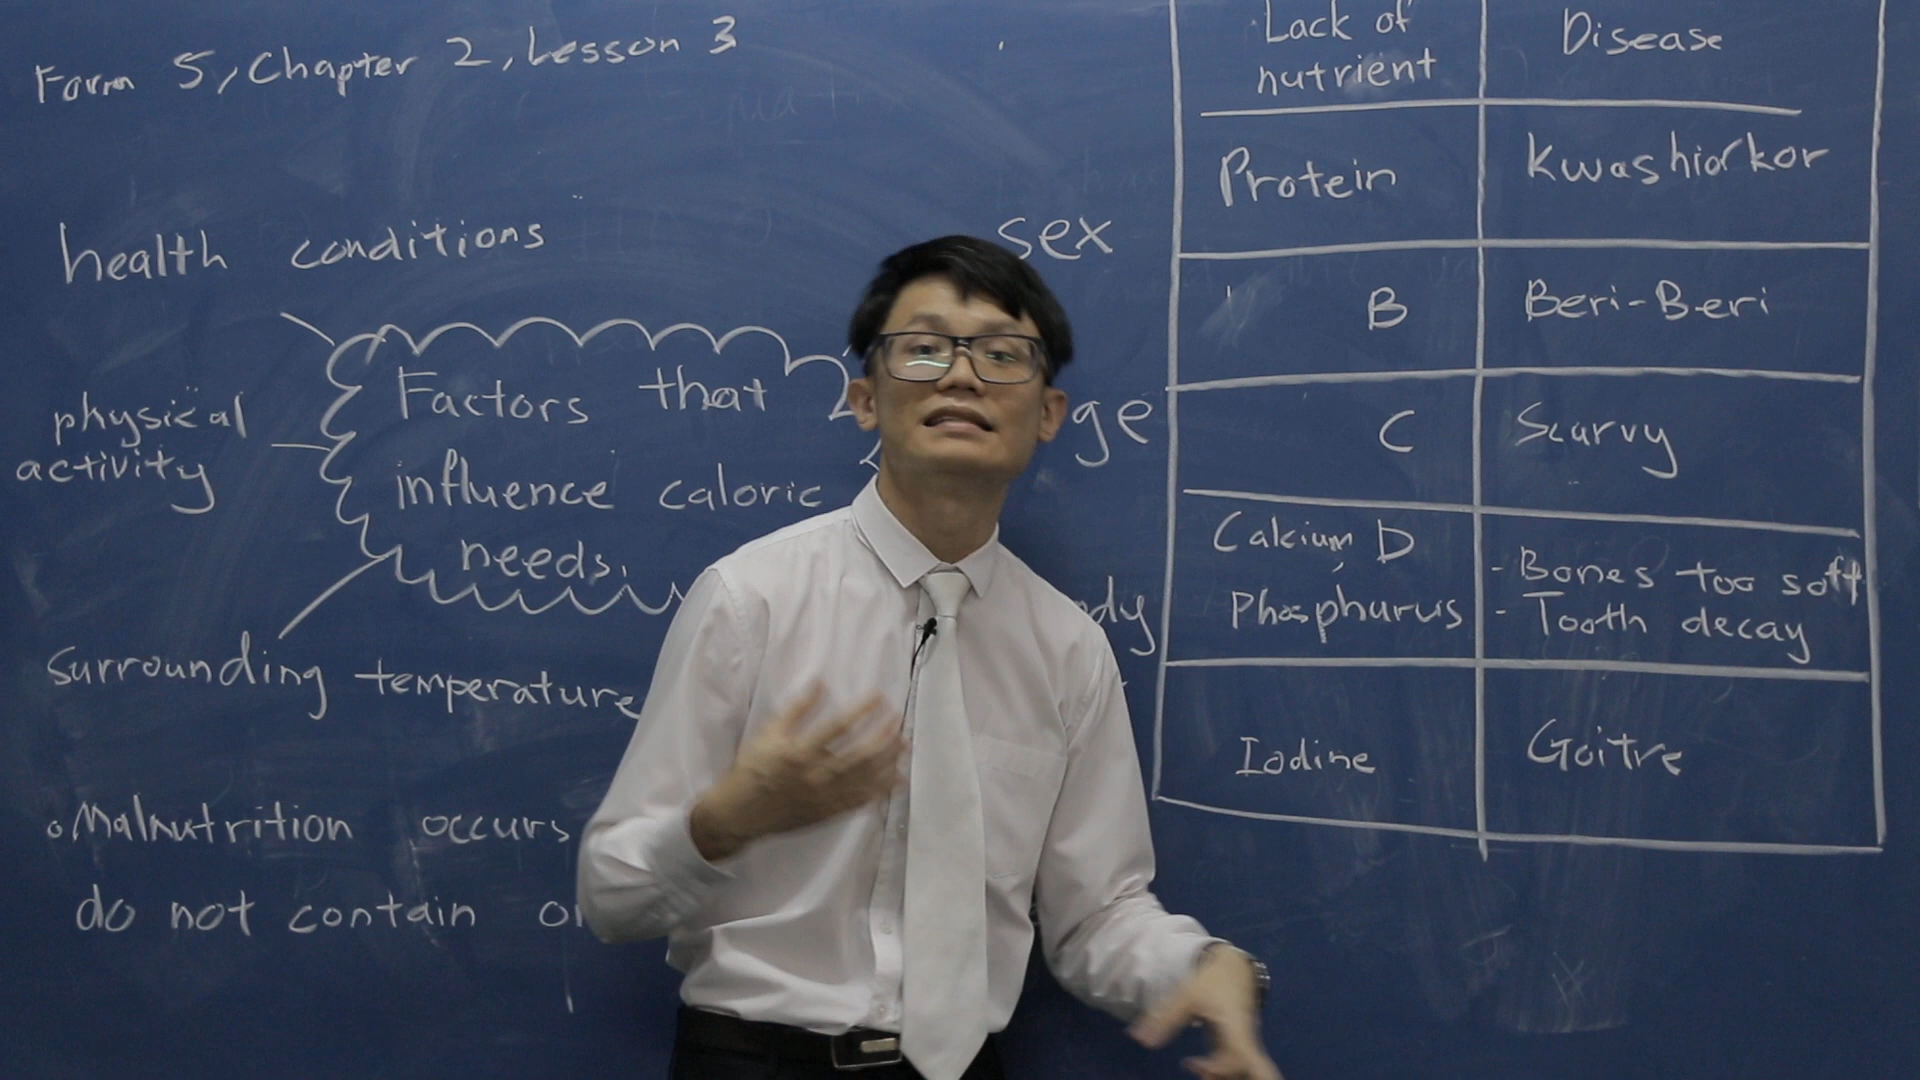 Form 5, Chapter 2, Lesson 3
health conditions
sex
physical
activity
Factors that
influence caloric
needs.
ge
dy
Surrounding temperature
Malnutrition occurs
do not contain
Lack of
nutrient
Disease
Protein
Kwashiorkor
B
Beri-Beri
C
Scurvy
Calcium, D
Phosphurus
- Bones too soft
- Tooth decay
Iodine
Goitre